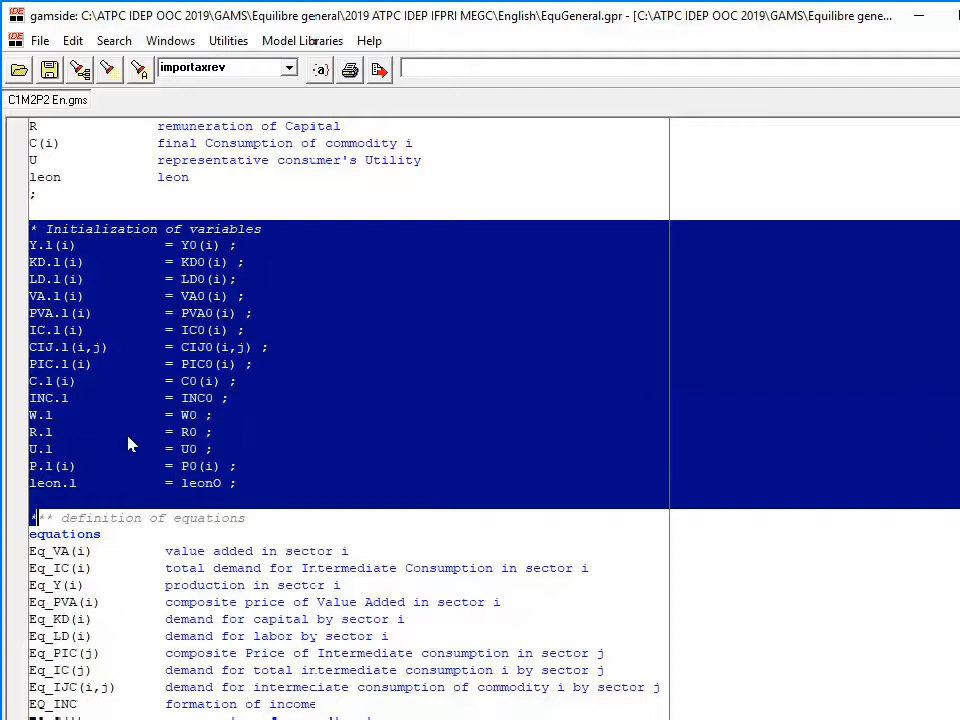 gamside: C:\ATPC IDEP OOC 2019\GAMS\Equilibre general\2019 ATPC IDEP IFPRI MEGC\English\EquGeneral.gpr - [C:\ATPC IDEP OOC 2019\GAMS\Equilibre gene...
File Edit Search Windows Utilities Model Libraries Help
importaxrev {a}
C1M2P2 En.gms
R remuneration of Capital
C(i) final Consumption of commodity i
U representative consumer's Utility
leon leon
;
* Initialization of variables
Y.l(i) = Y0(i) ;
KD.l(i) = KD0(i) ;
LD.l(i) = LD0(i);
VA.l(i) = VA0(i) ;
PVA.l(i) = PVA0(i) ;
IC.l(i) = IC0(i) ;
CIJ.l(i,j) = CIJ0(i,j) ;
PIC.l(i) = PIC0(i) ;
C.l(i) = C0(i) ;
INC.l = INC0 ;
W.l = W0 ;
R.l = R0 ;
U.l = U0 ;
P.l(i) = P0(i) ;
leon.l = leonO ;
*** definition of equations
equations
Eq_VA(i) value added in sector i
Eq_IC(i) total demand for Intermediate Consumption in sector i
Eq_Y(i) production in sector i
Eq_PVA(i) composite price of Value Added in sector i
Eq_KD(i) demand for capital by sector i
Eq_LD(i) demand for labor by sector i
Eq_PIC(j) composite Price of Intermediate consumption in sector j
Eq_IC(j) demand for total intermediate consumption i by sector j
Eq_IJC(i,j) demand for intermediate consumption of commodity i by sector j
EQ_INC formation of income